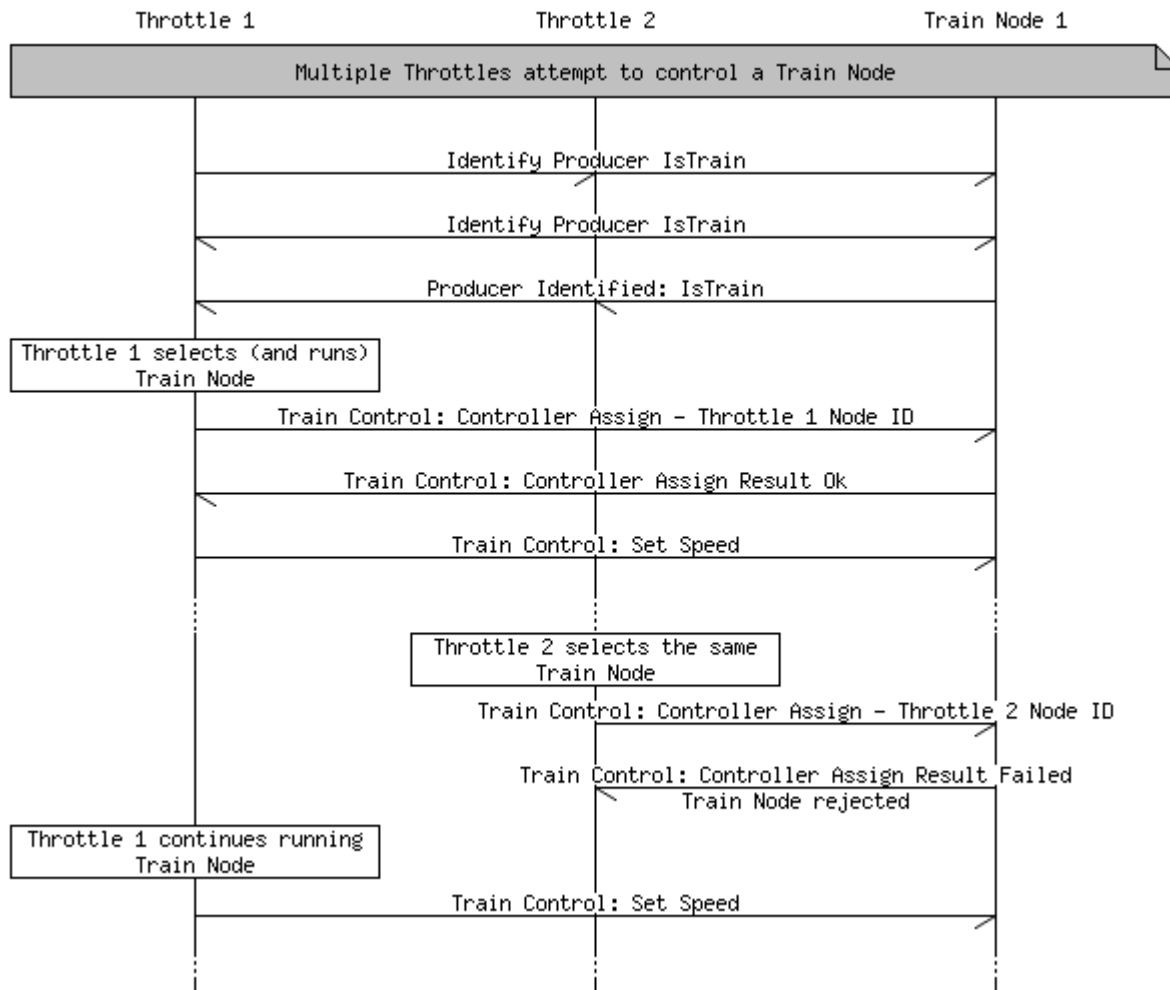 Throttle 1
Throttle 2
Train Node 1
Multiple Throttles attempt to control a Train Node
Identify Producer IsTrain
Identify Producer IsTrain
Producer Identified: IsTrain
Throttle 1 selects (and runs)
Train Node
Train Control: Controller Assign – Throttle 1 Node ID
Train Control: Controller Assign Result Ok
Train Control: Set Speed
Throttle 2 selects the same
Train Node
Train Control: Controller Assign – Throttle 2 Node ID
Train Control: Controller Assign Result Failed
Train Node rejected
Throttle 1 continues running
Train Node
Train Control: Set Speed